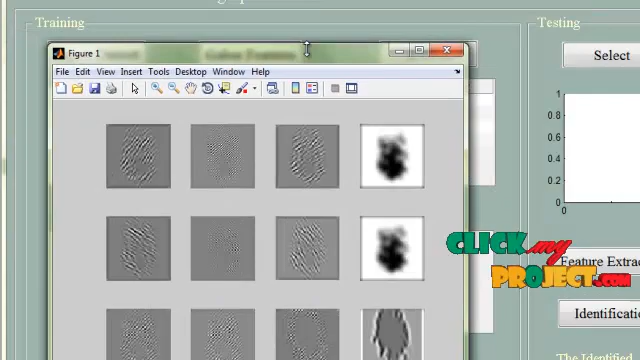 Training
Testing
Figure 1
File Edit View Insert Tools Desktop Window Help
Select
1
0.8
0.6
0.4
0.2
0
0
CLICK my
PROJECT.com
Feature Extrac
Identificatio
The Identified